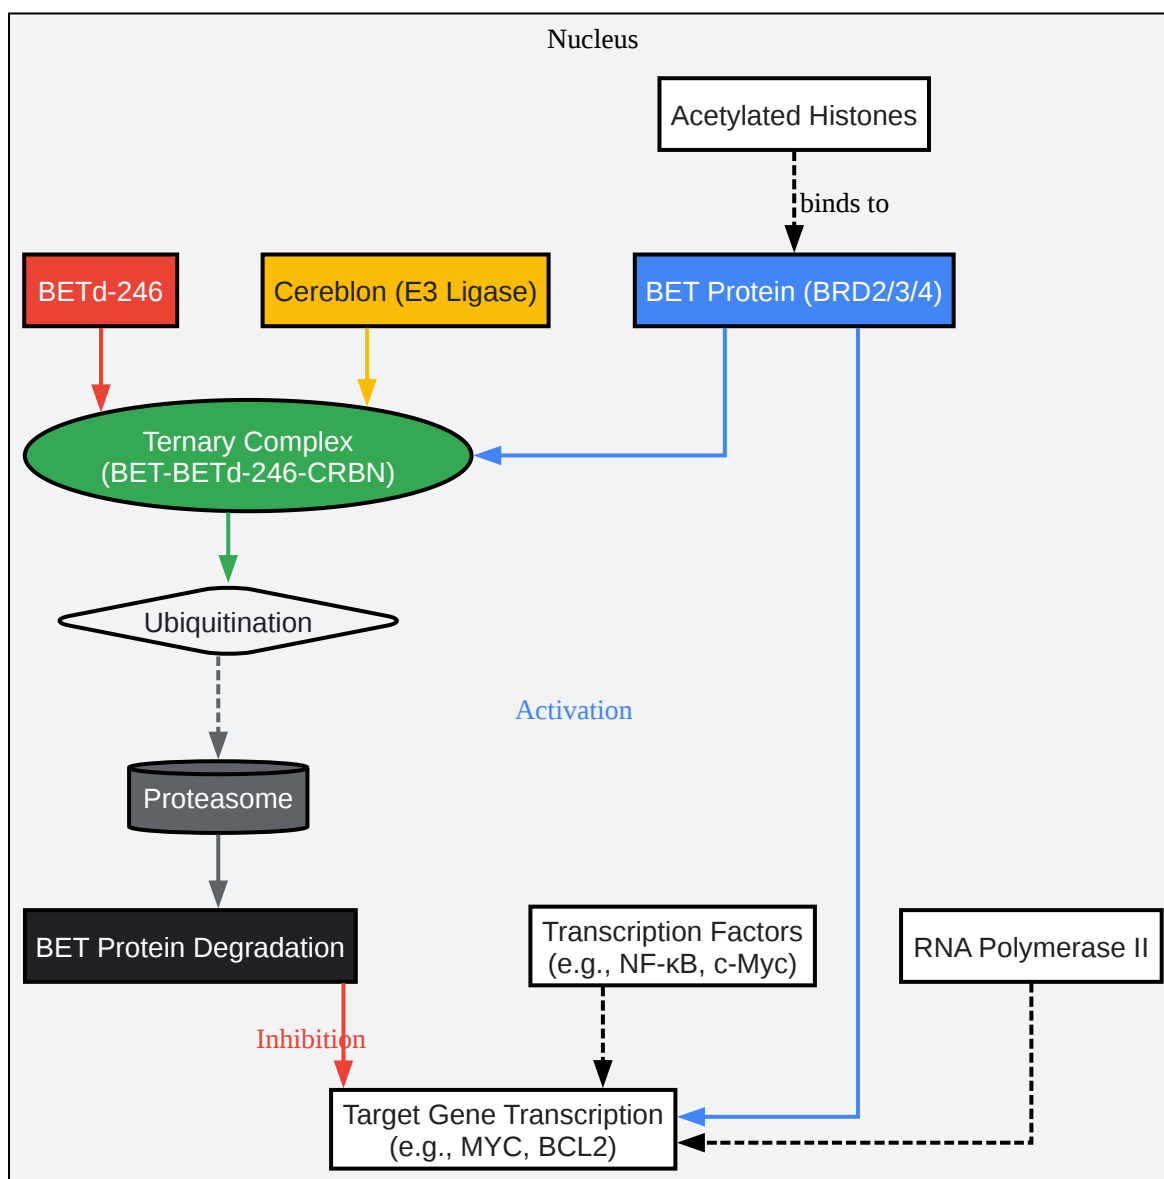 Nucleus
Acetylated Histones
binds to
BETd-246
Cereblon (E3 Ligase)
BET Protein (BRD2/3/4)
Ternary Complex
(BET-BETd-246-CRBN)
Ubiquitination
Activation
Proteasome
BET Protein Degradation
Transcription Factors
(e.g., NF-κB, c-Myc)
RNA Polymerase II
Inhibition
Target Gene Transcription
(e.g., MYC, BCL2)